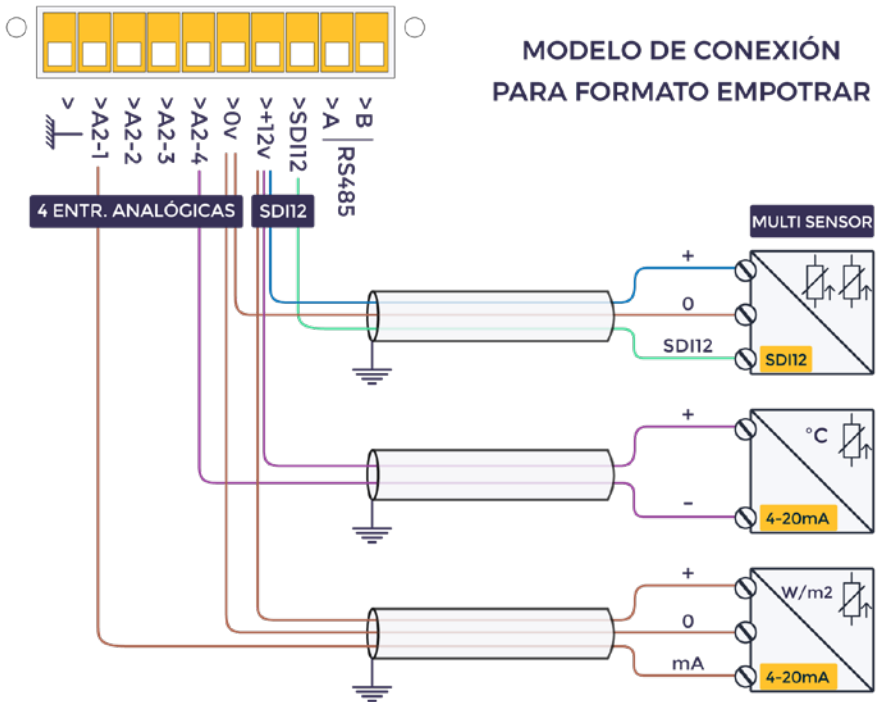 MODELO DE CONEXIÓN
PARA FORMATO EMPOTRAR
>
>A2-1
>A2-2
>A2-3
>A2-4
>0v
>+12v
>SDI12
>A
>B
RS485
4 ENTR. ANALÓGICAS
SDI12
MULTI SENSOR
+
0
SDI12
SDI12
+
°C
-
4-20mA
+
W/m2
0
mA
4-20mA